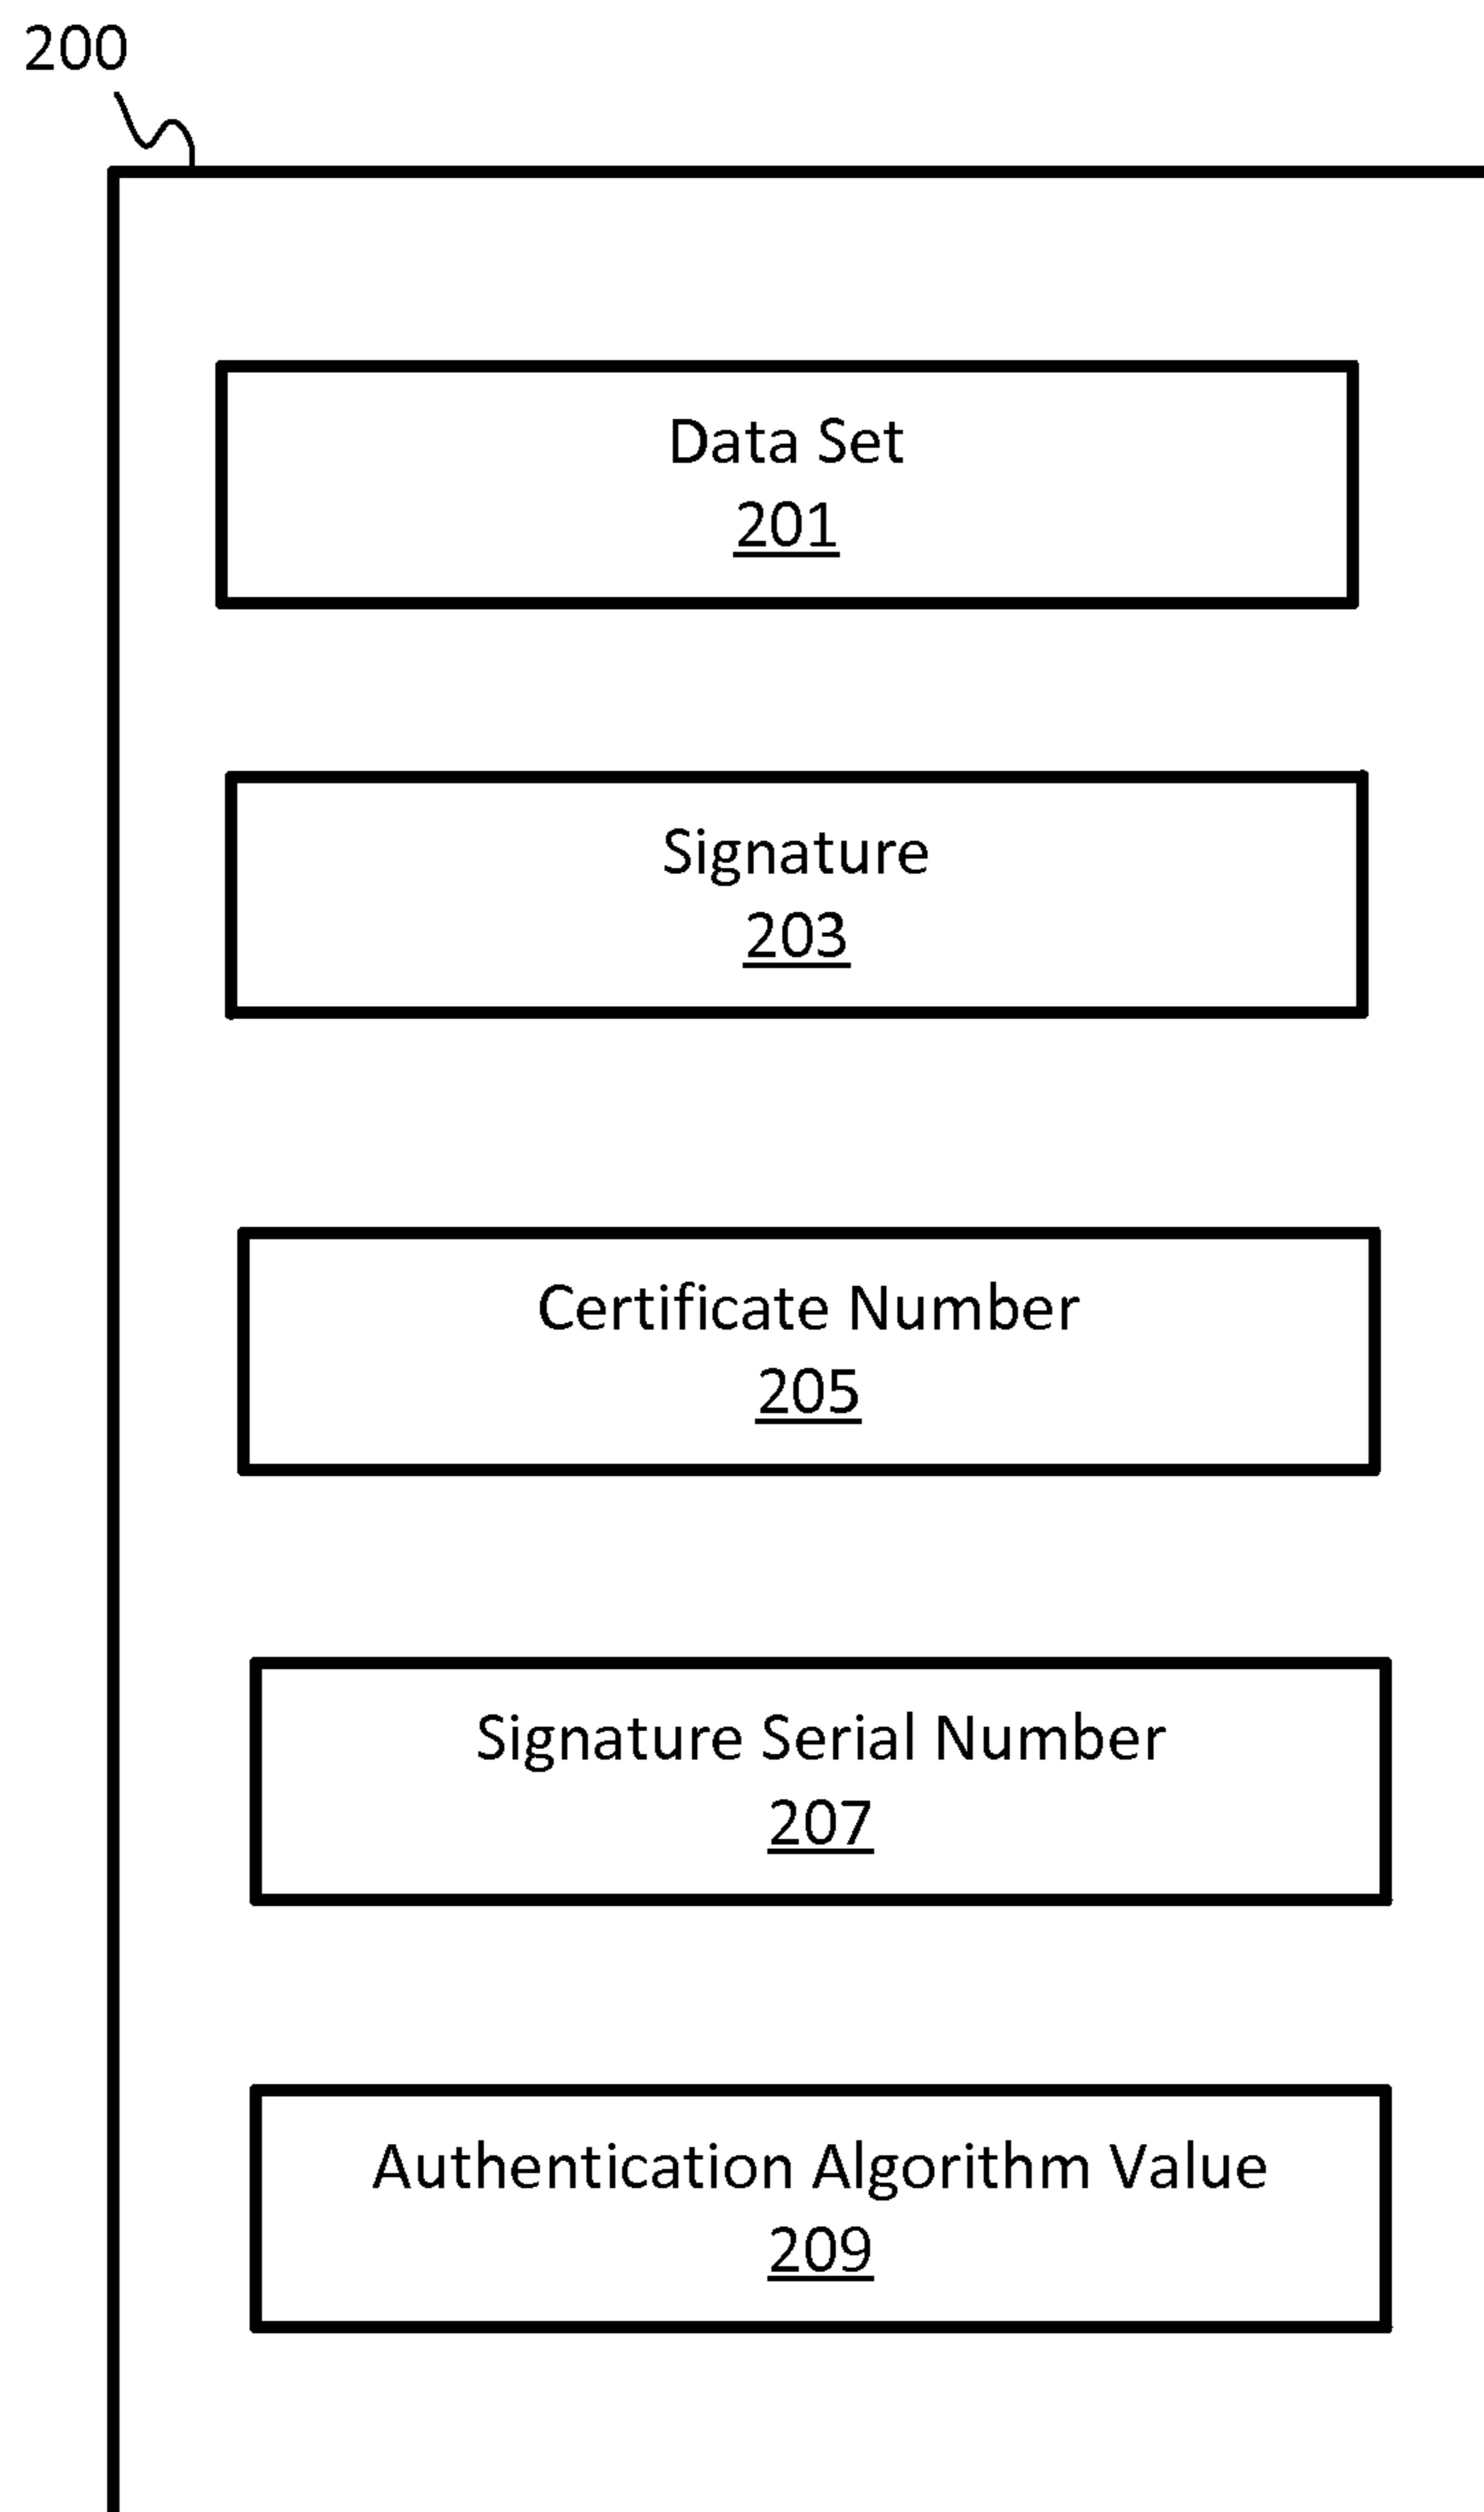 200
Data Set
201
Signature
203
Certificate Number
205
Signature Serial Number
207
Authentication Algorithm Value
209